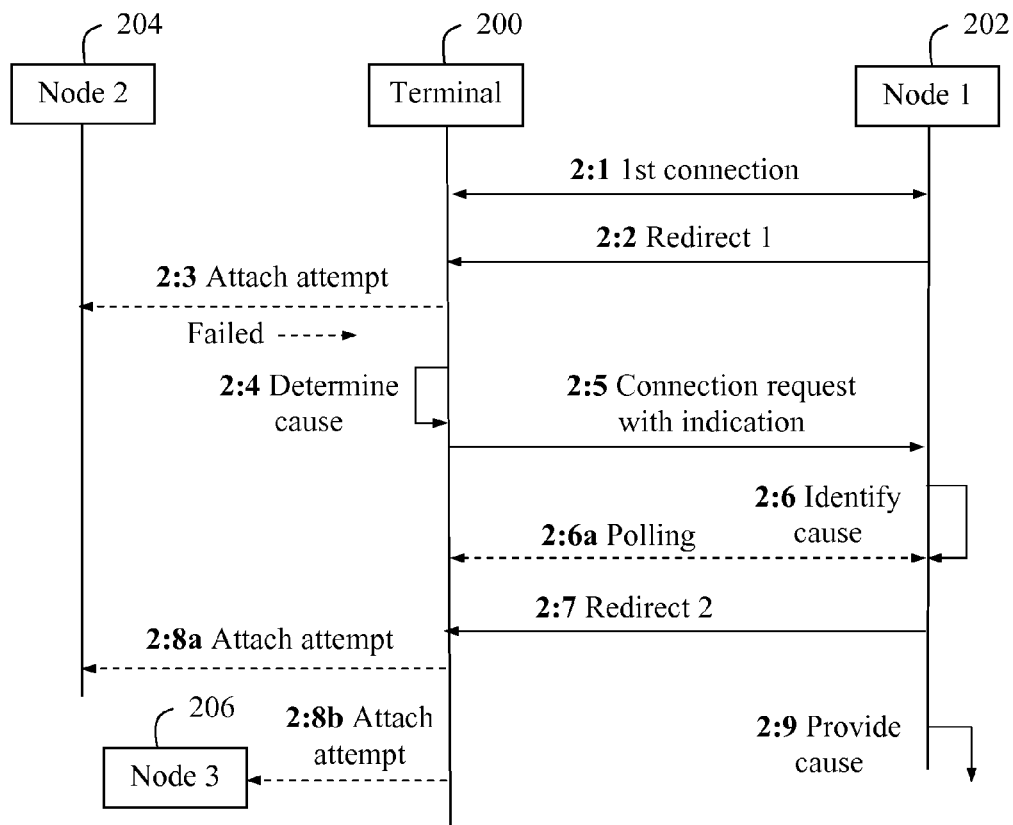 204
200
202
Node 2
Terminal
Node 1
2:1 1st connection
2:2 Redirect 1
2:3 Attach attempt
Failed
2:4 Determine
cause
2:5 Connection request
with indication
2:6 Identify
cause
2:6a Polling
2:7 Redirect 2
2:8a Attach attempt
206
2:8b Attach
attempt
Node 3
2:9 Provide
cause